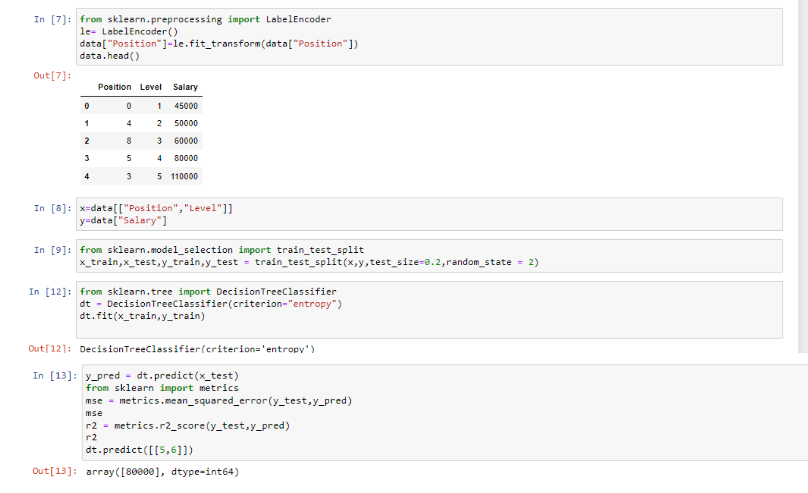 In [7]: from sklearn.preprocessing import LabelEncoder
le= LabelEncoder()
data["Position"]=le.fit_transform(data["Position"])
data.head()
Out[7]:
Position Level Salary
0 0 1 45000
1 4 2 50000
2 8 3 60000
3 5 4 80000
4 3 5 110000
In [8]: x=data[["Position","Level"]]
y=data["Salary"]
In [9]: from sklearn.model_selection import train_test_split
x_train,x_test,y_train,y_test = train_test_split(x,y,test_size=0.2,random_state = 2)
In [12]: from sklearn.tree import DecisionTreeClassifier
dt = DecisionTreeClassifier(criterion="entropy")
dt.fit(x_train,y_train)
Out[12]: DecisionTreeClassifier(criterion='entropy')
In [13]: y_pred = dt.predict(x_test)
from sklearn import metrics
mse = metrics.mean_squared_error(y_test,y_pred)
mse
r2 = metrics.r2_score(y_test,y_pred)
r2
dt.predict([[5,6]])
Out[13]: array([80000], dtype=int64)